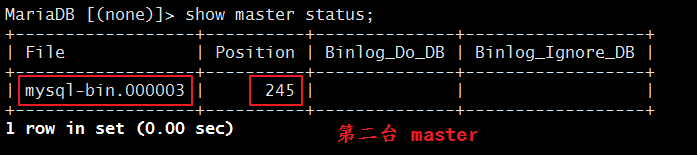 MariaDB [(none)]> show master status;
+------------------+----------+--------------+------------------+
| File             | Position | Binlog_Do_DB | Binlog_Ignore_DB |
+------------------+----------+--------------+------------------+
| mysql-bin.000003 |      245 |              |                  |
+------------------+----------+--------------+------------------+
1 row in set (0.00 sec)
第二台 master